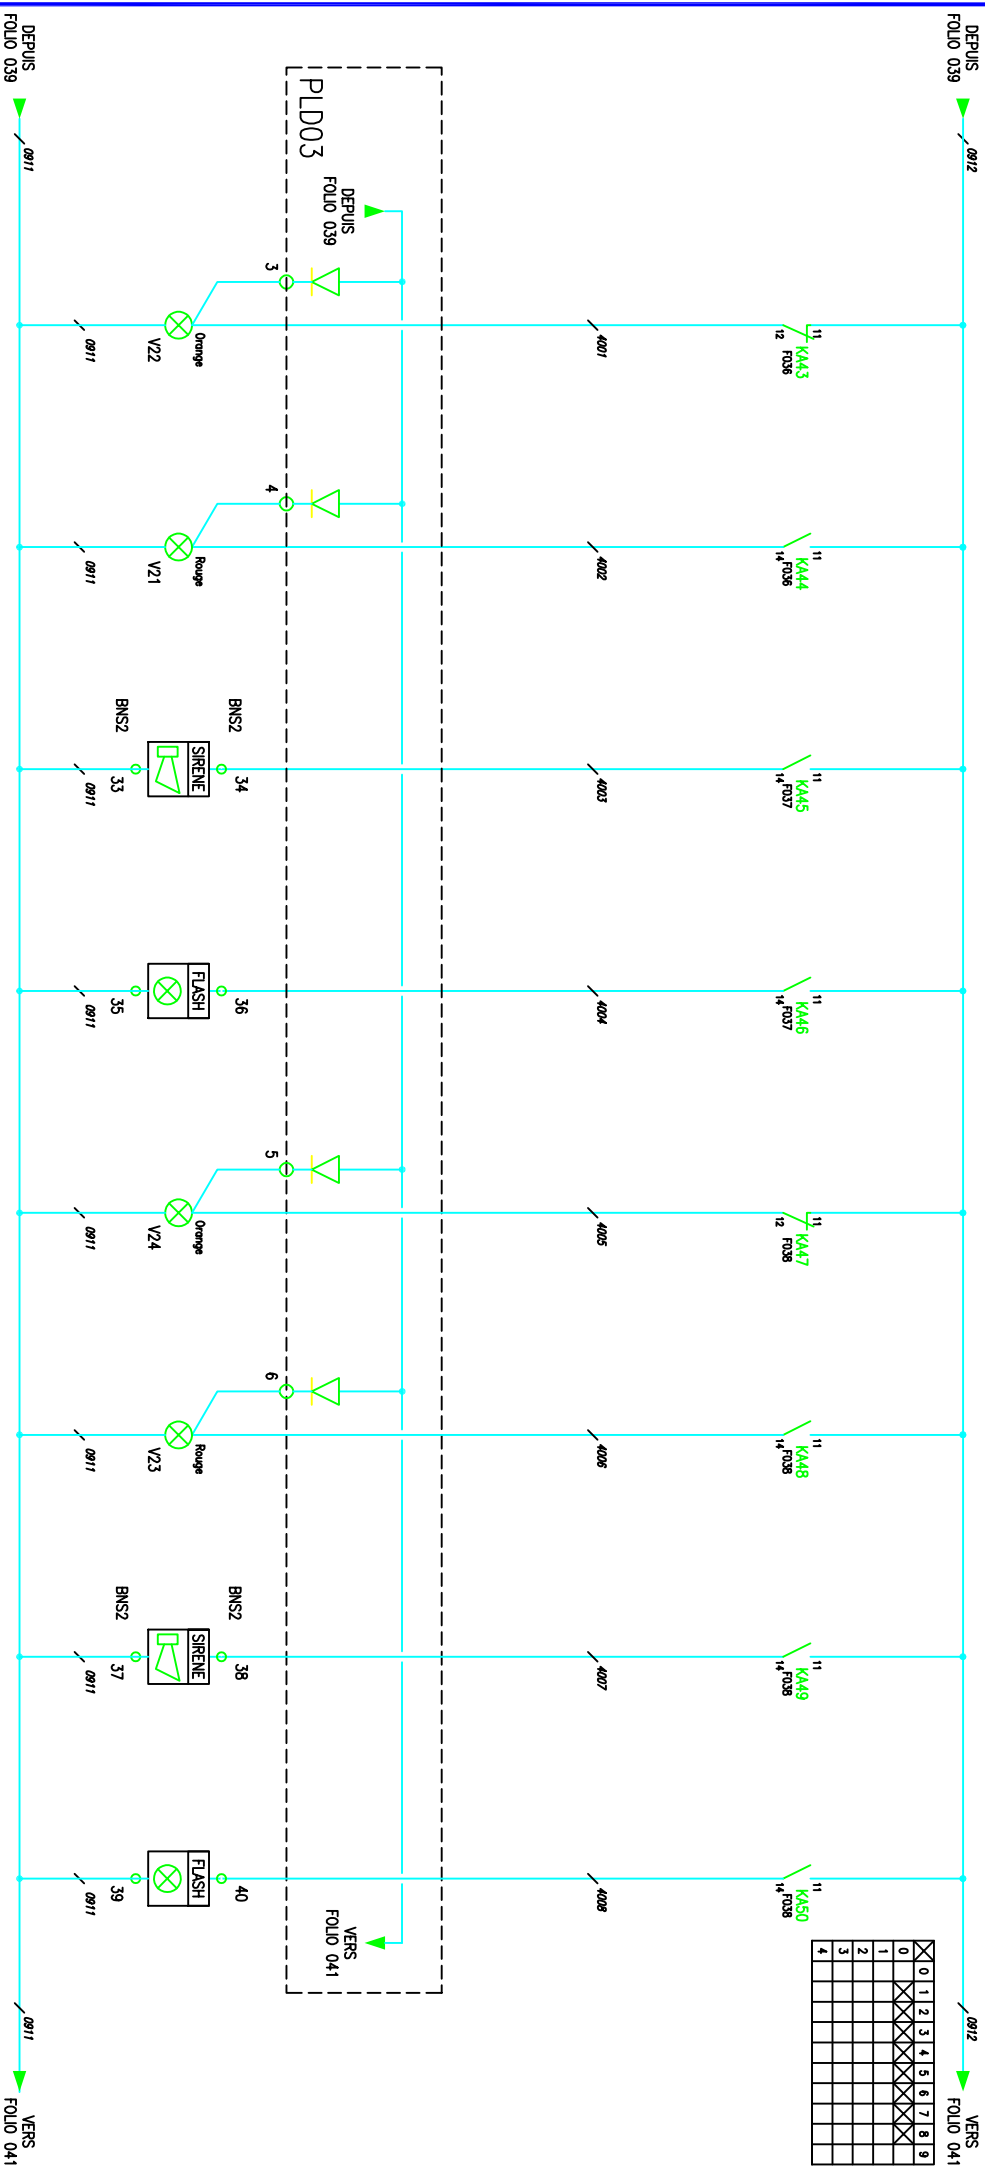 DEPUIS
FOLIO 039
0912
0912
VERS
FOLIO 041
11
KA43
12
F036
11
KA44
14
F036
11
KA45
14
F037
11
KA46
14
F037
11
KA47
12
F038
11
KA48
14
F038
11
KA49
14
F038
11
KA50
14
F038
0 1 2 3 4 5 6 7 8 9
0
1
2
3
4
4001
4002
4003
4004
4005
4006
4007
4008
PLD03
DEPUIS
FOLIO 039
VERS
FOLIO 041
3
4
5
6
Orange
V22
Rouge
V21
BNS2
34
SIRENE
BNS2
33
36
FLASH
35
Orange
V24
Rouge
V23
BNS2
38
SIRENE
BNS2
37
40
FLASH
39
0911
0911
0911
0911
0911
0911
0911
0911
DEPUIS
FOLIO 039
0911
0911
VERS
FOLIO 041